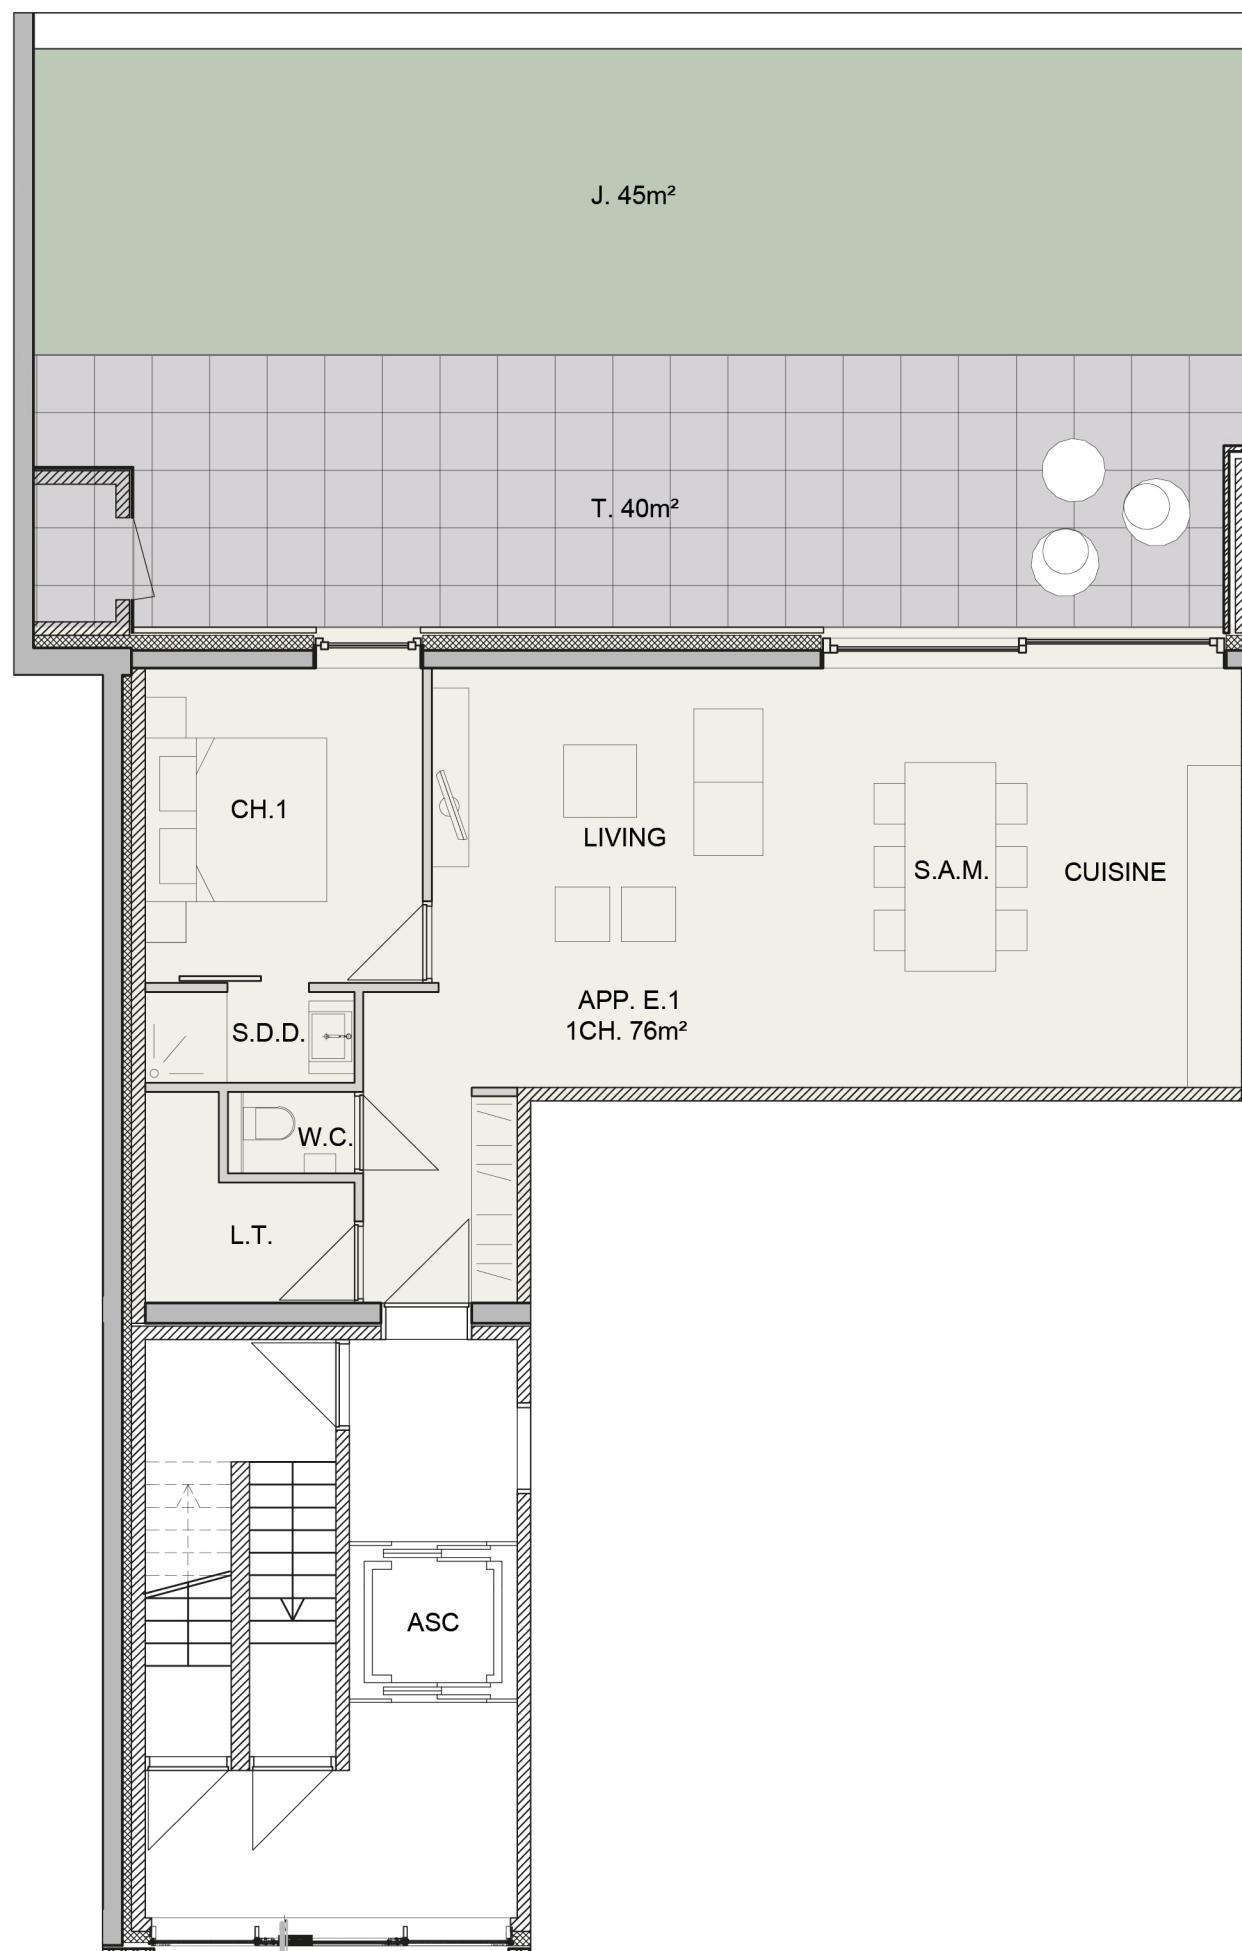 J. 45m²
T. 40m²
CH.1
LIVING
S.A.M.
CUISINE
APP. E.1
1CH. 76m²
S.D.D.
W.C.
L.T.
ASC